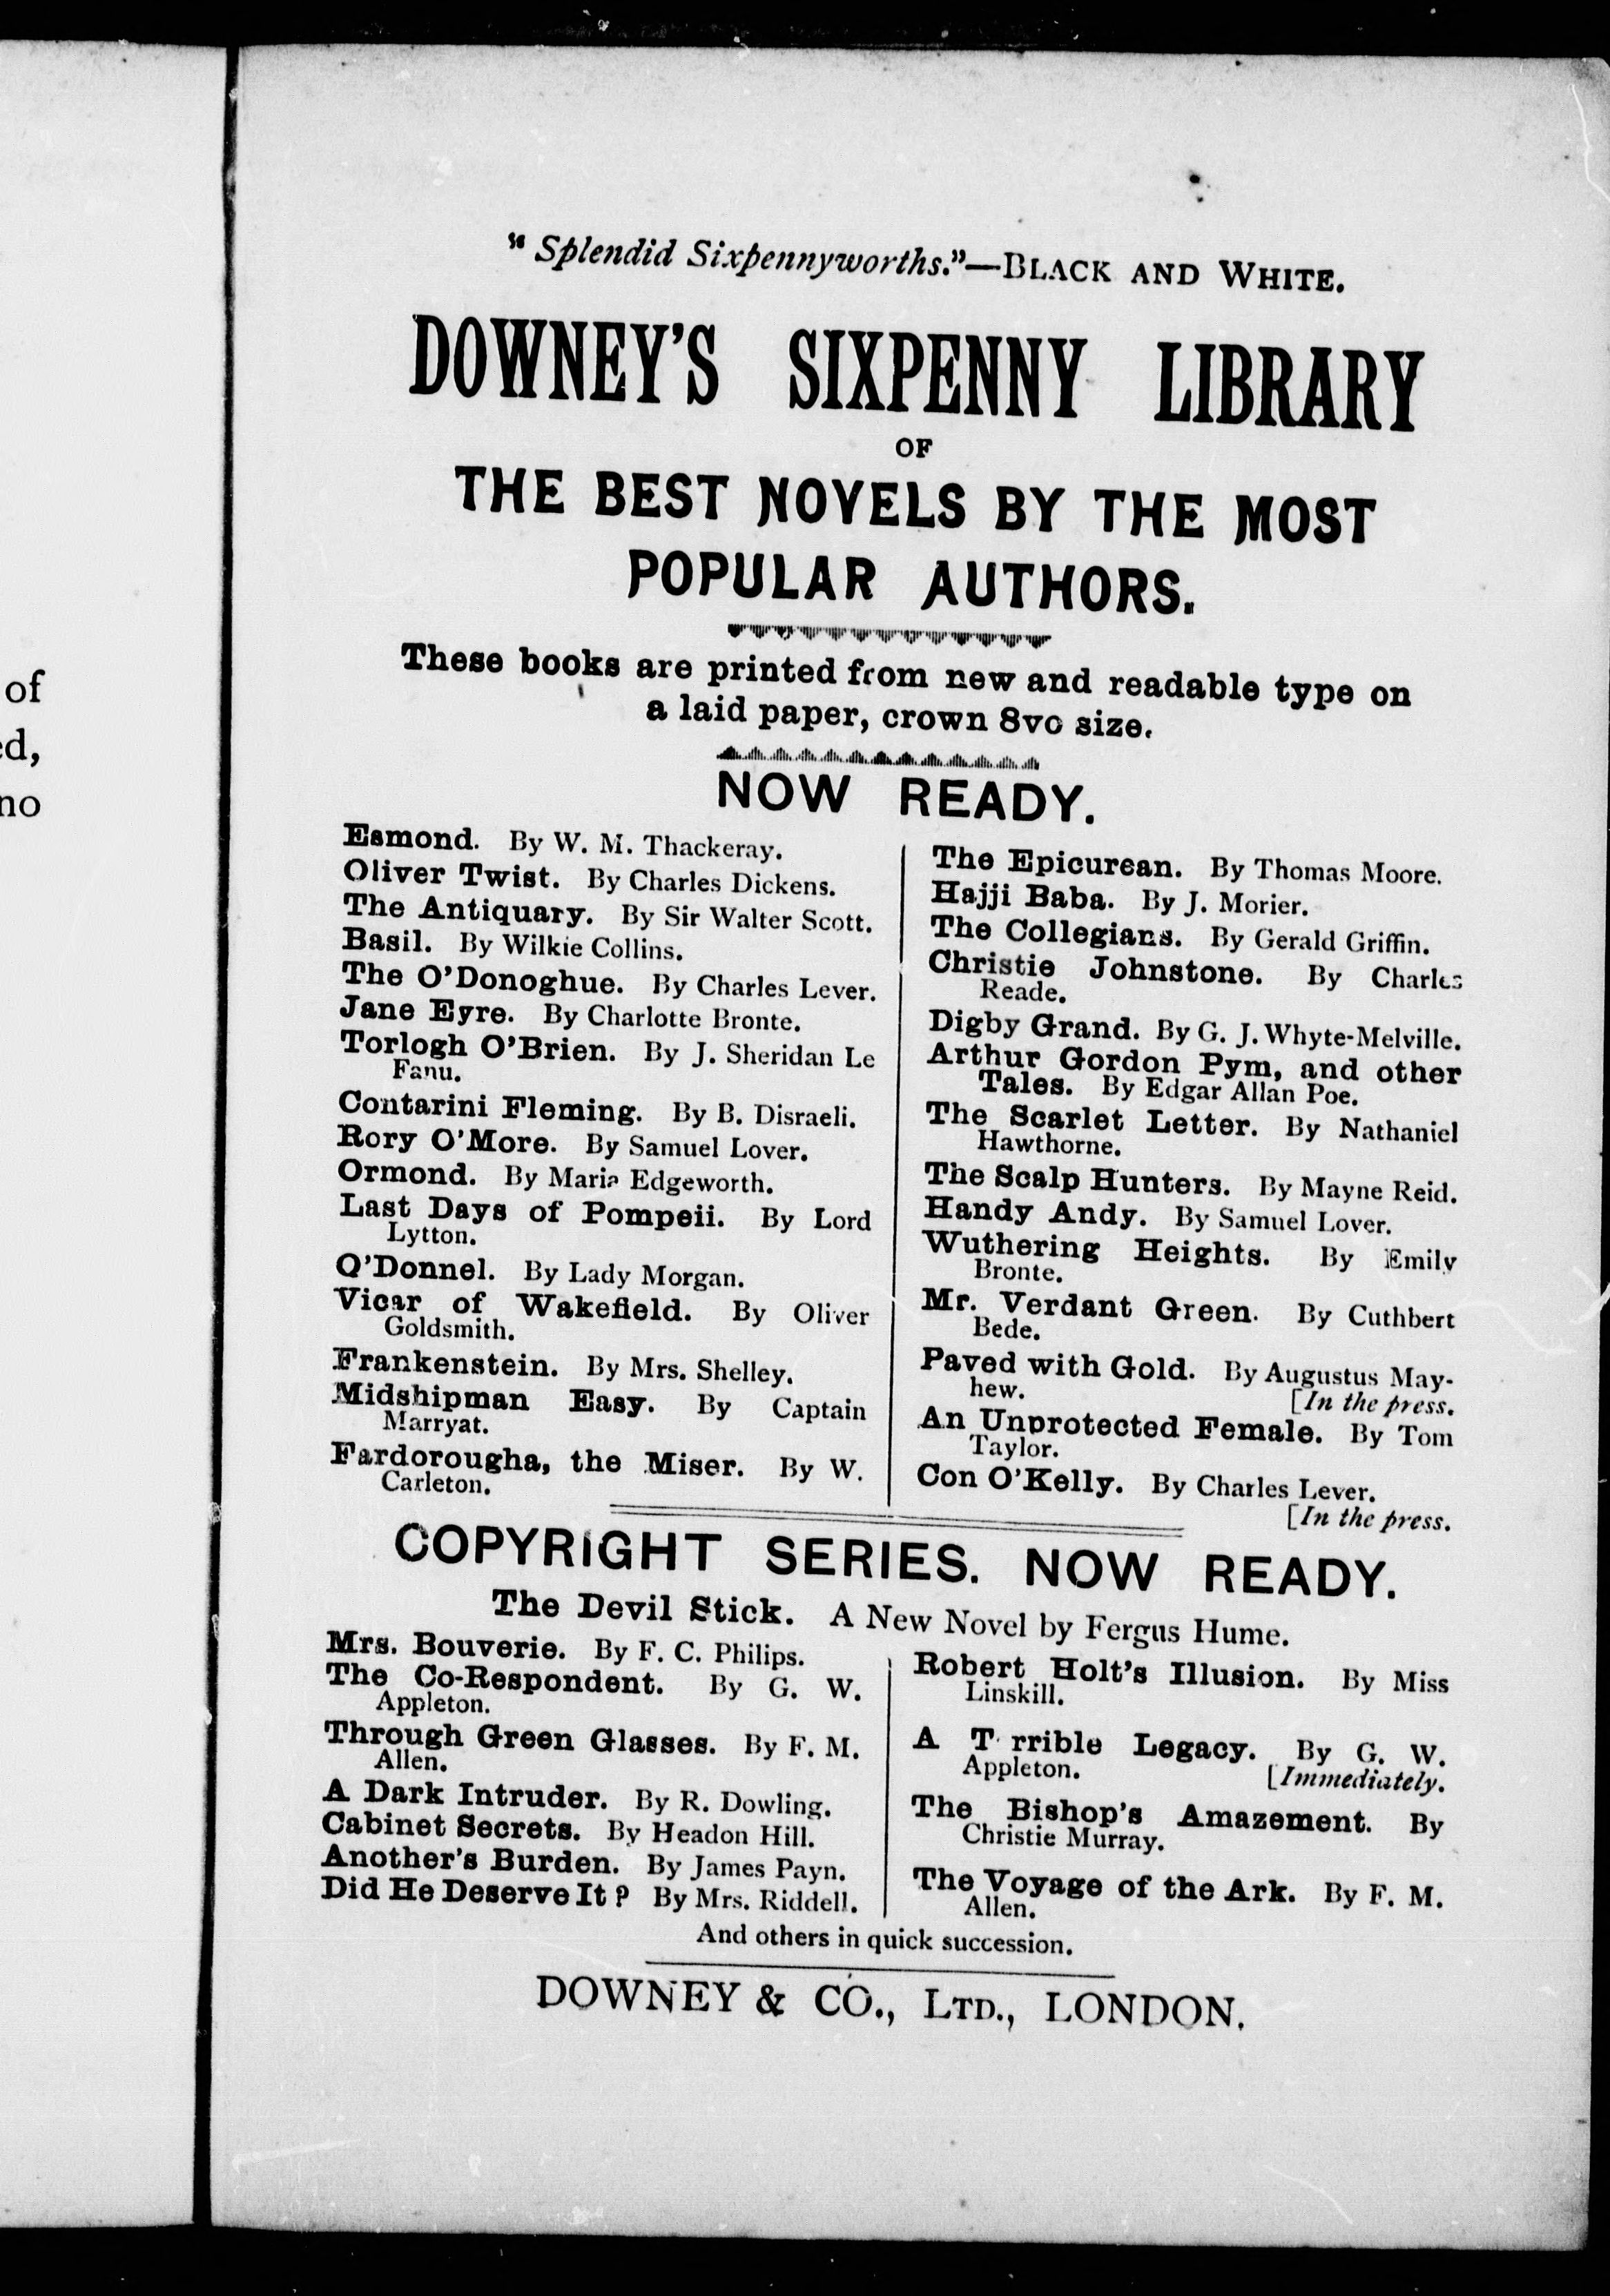 of
ed,
no
"Splendid Sixpennyworths."—BLACK AND WHITE.
DOWNEY'S SIXPENNY LIBRARY
OF
THE BEST NOVELS BY THE MOST
POPULAR AUTHORS.
These books are printed from new and readable type on
a laid paper, crown 8vo size.
NOW READY.
Esmond. By W. M. Thackeray.
Oliver Twist. By Charles Dickens.
The Antiquary. By Sir Walter Scott.
Basil. By Wilkie Collins.
The O'Donoghue. By Charles Lever.
Jane Eyre. By Charlotte Bronte.
Torlogh O'Brien. By J. Sheridan Le
Fanu.
Contarini Fleming. By B. Disraeli.
Rory O'More. By Samuel Lover.
Ormond. By Maria Edgeworth.
Last Days of Pompeii. By Lord
Lytton.
O'Donnel. By Lady Morgan.
Vicar of Wakefield. By Oliver
Goldsmith.
Frankenstein. By Mrs. Shelley.
Midshipman Easy. By Captain
Marryat.
Fardorougha, the Miser. By W.
Carleton.
The Epicurean. By Thomas Moore.
Hajji Baba. By J. Morier.
The Collegians. By Gerald Griffin.
Christie Johnstone. By Charles
Reade.
Digby Grand. By G. J. Whyte-Melville.
Arthur Gordon Pym, and other
Tales. By Edgar Allan Poe.
The Scarlet Letter. By Nathaniel
Hawthorne.
The Scalp Hunters. By Mayne Reid.
Handy Andy. By Samuel Lover.
Wuthering Heights. By Emily
Bronte.
Mr. Verdant Green. By Cuthbert
Bede.
Paved with Gold. By Augustus May-
hew. [In the press.
An Unprotected Female. By Tom
Taylor.
Con O'Kelly. By Charles Lever.
[In the press.
COPYRIGHT SERIES. NOW READY.
The Devil Stick. A New Novel by Fergus Hume.
Mrs. Bouverie. By F. C. Philips.
The Co-Respondent. By G. W.
Appleton.
Through Green Glasses. By F. M.
Allen.
A Dark Intruder. By R. Dowling.
Cabinet Secrets. By Headon Hill.
Another's Burden. By James Payn.
Did He Deserve It? By Mrs. Riddell.
Robert Holt's Illusion. By Miss
Linskill.
A T rrible Legacy. By G. W.
Appleton. [Immediately.
The Bishop's Amazement. By
Christie Murray.
The Voyage of the Ark. By F. M.
Allen.
And others in quick succession.
DOWNEY & CO., LTD., LONDON.